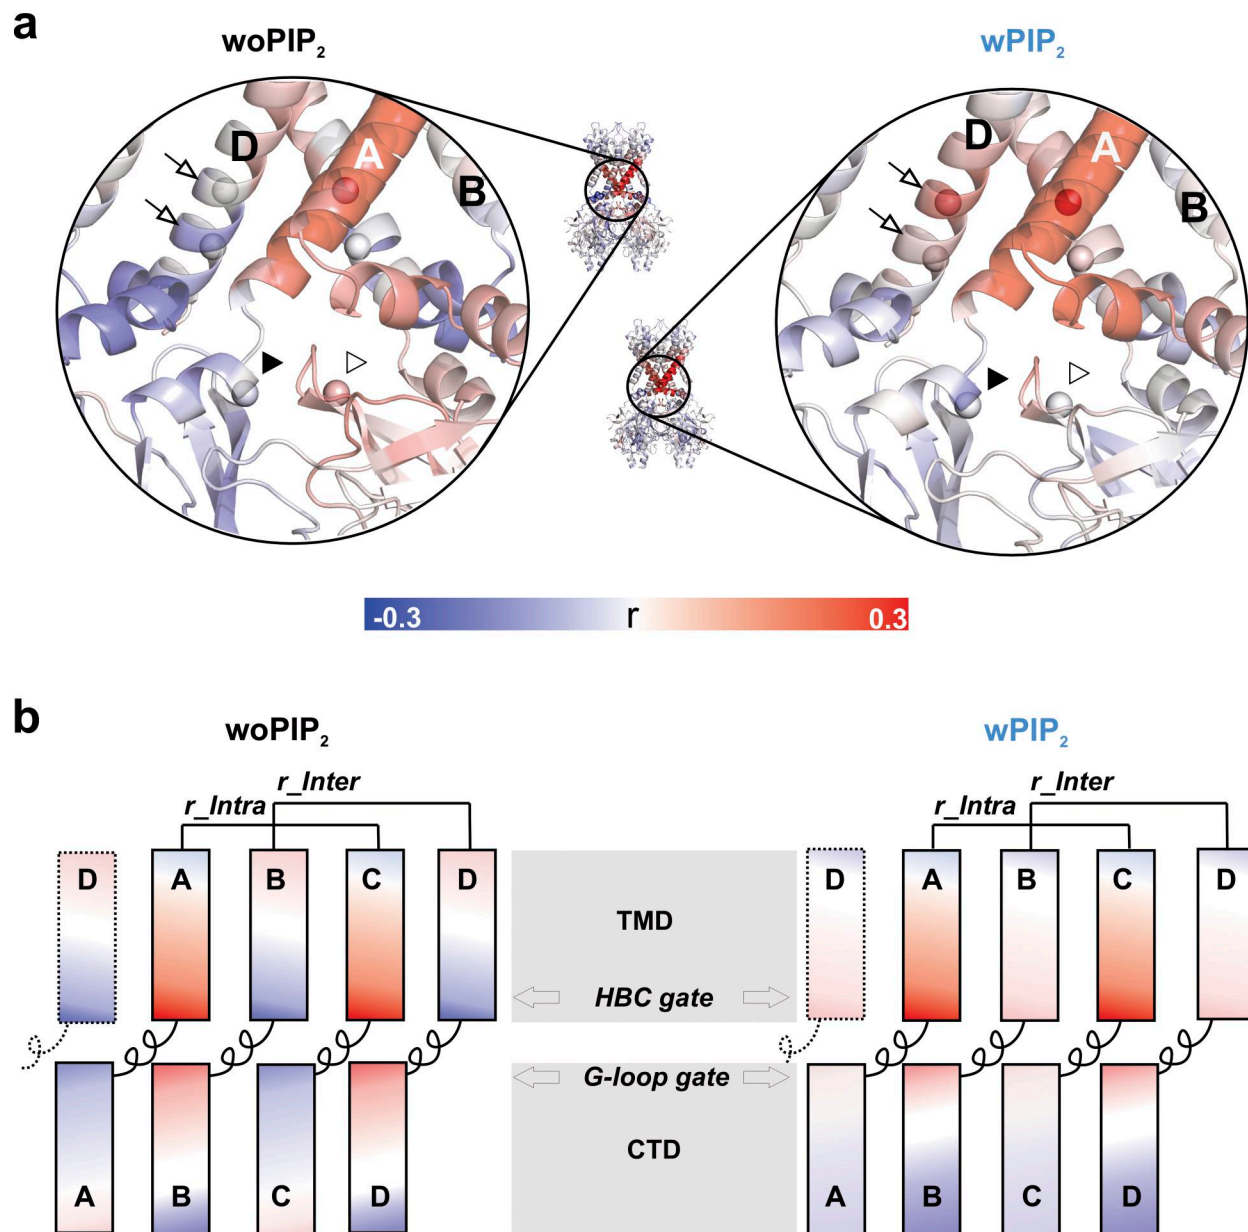 a
woPIP₂
wPIP₂
D A B
D A B
-0.3 r 0.3
b
woPIP₂
wPIP₂
r_Inter
r_Intra
r_Inter
r_Intra
D A B C D
TMD
D A B C D
HBC gate
G-loop gate
CTD
A B C D
A B C D